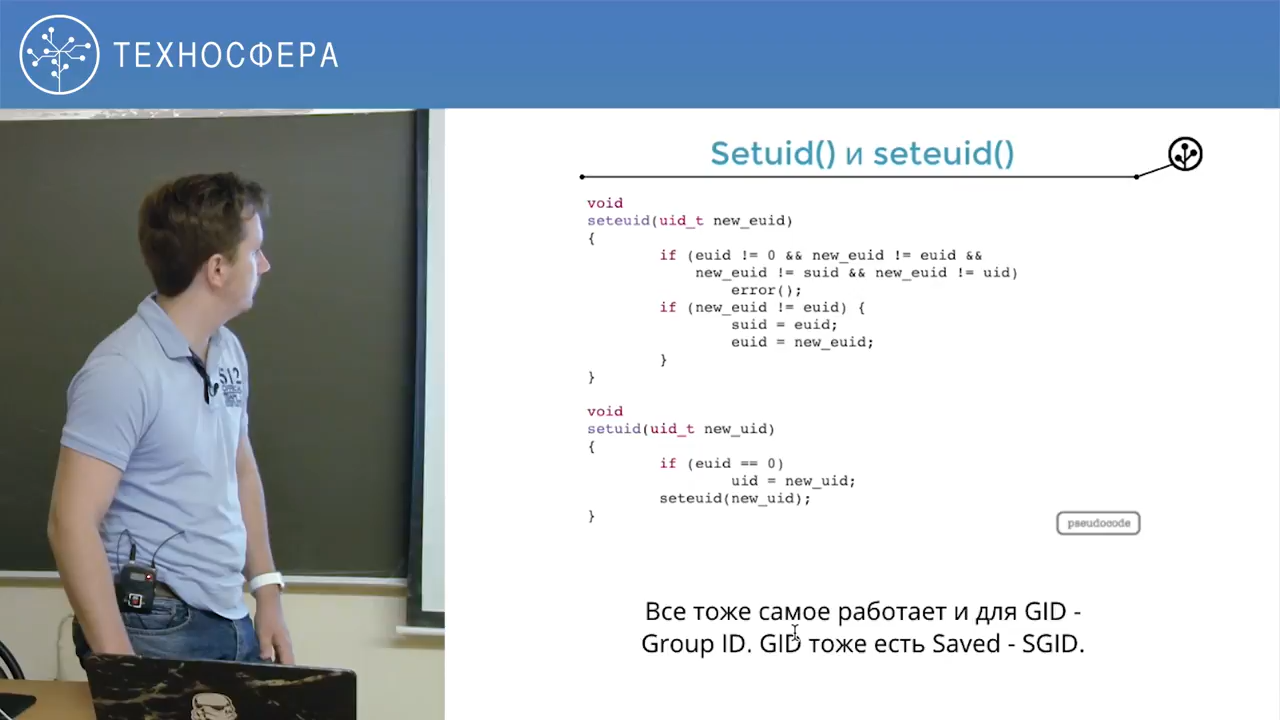 ТЕХНОСФЕРА
Setuid() и seteuid()
void
seteuid(uid_t new_euid)
{
if (euid != 0 && new_euid != euid &&
new_euid != suid && new_euid != uid)
error();
if (new_euid != euid) {
suid = euid;
euid = new_euid;
}
}
void
setuid(uid_t new_uid)
{
if (euid == 0)
uid = new_uid;
seteuid(new_uid);
}
pseudocode
Все тоже самое работает и для GID -
Group ID. GID тоже есть Saved - SGID.
512